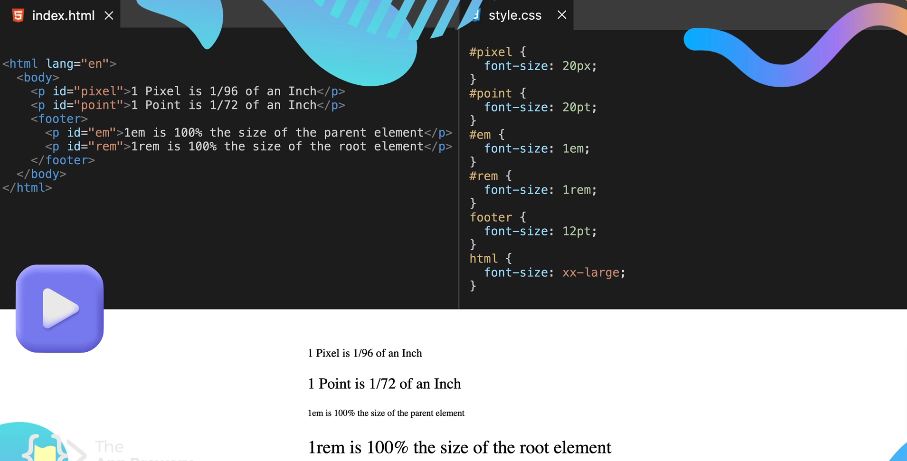 index.html
<html lang="en">
<body>
<p id="pixel">1 Pixel is 1/96 of an Inch</p>
<p id="point">1 Point is 1/72 of an Inch</p>
<footer>
<p id="em">1em is 100% the size of the parent element</p>
<p id="rem">1rem is 100% the size of the root element</p>
</footer>
</body>
</html>
style.css
#pixel {
font-size: 20px;
}
#point {
font-size: 20pt;
}
#em {
font-size: 1em;
}
#rem {
font-size: 1rem;
}
footer {
font-size: 12pt;
}
html {
font-size: xx-large;
}
1 Pixel is 1/96 of an Inch
1 Point is 1/72 of an Inch
1em is 100% the size of the parent element
1rem is 100% the size of the root element
The